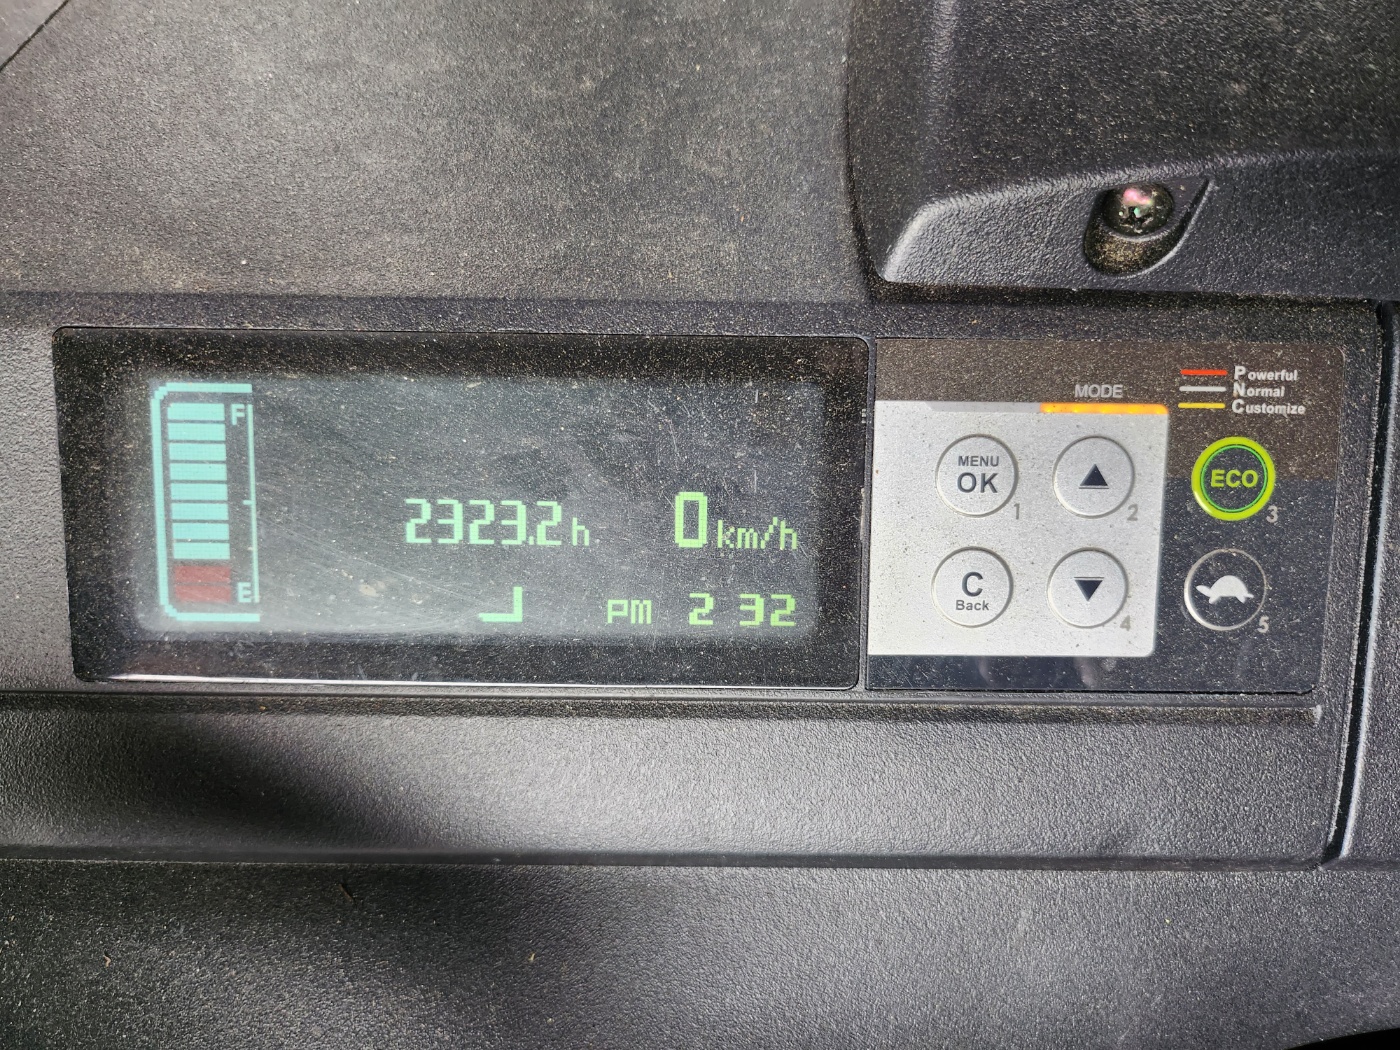 F
E
2323.2h
0 km/h
PM 2 32
MODE
Powerful
Normal
Customize
MENU
OK
1
2
ECO
3
C
Back
4
5